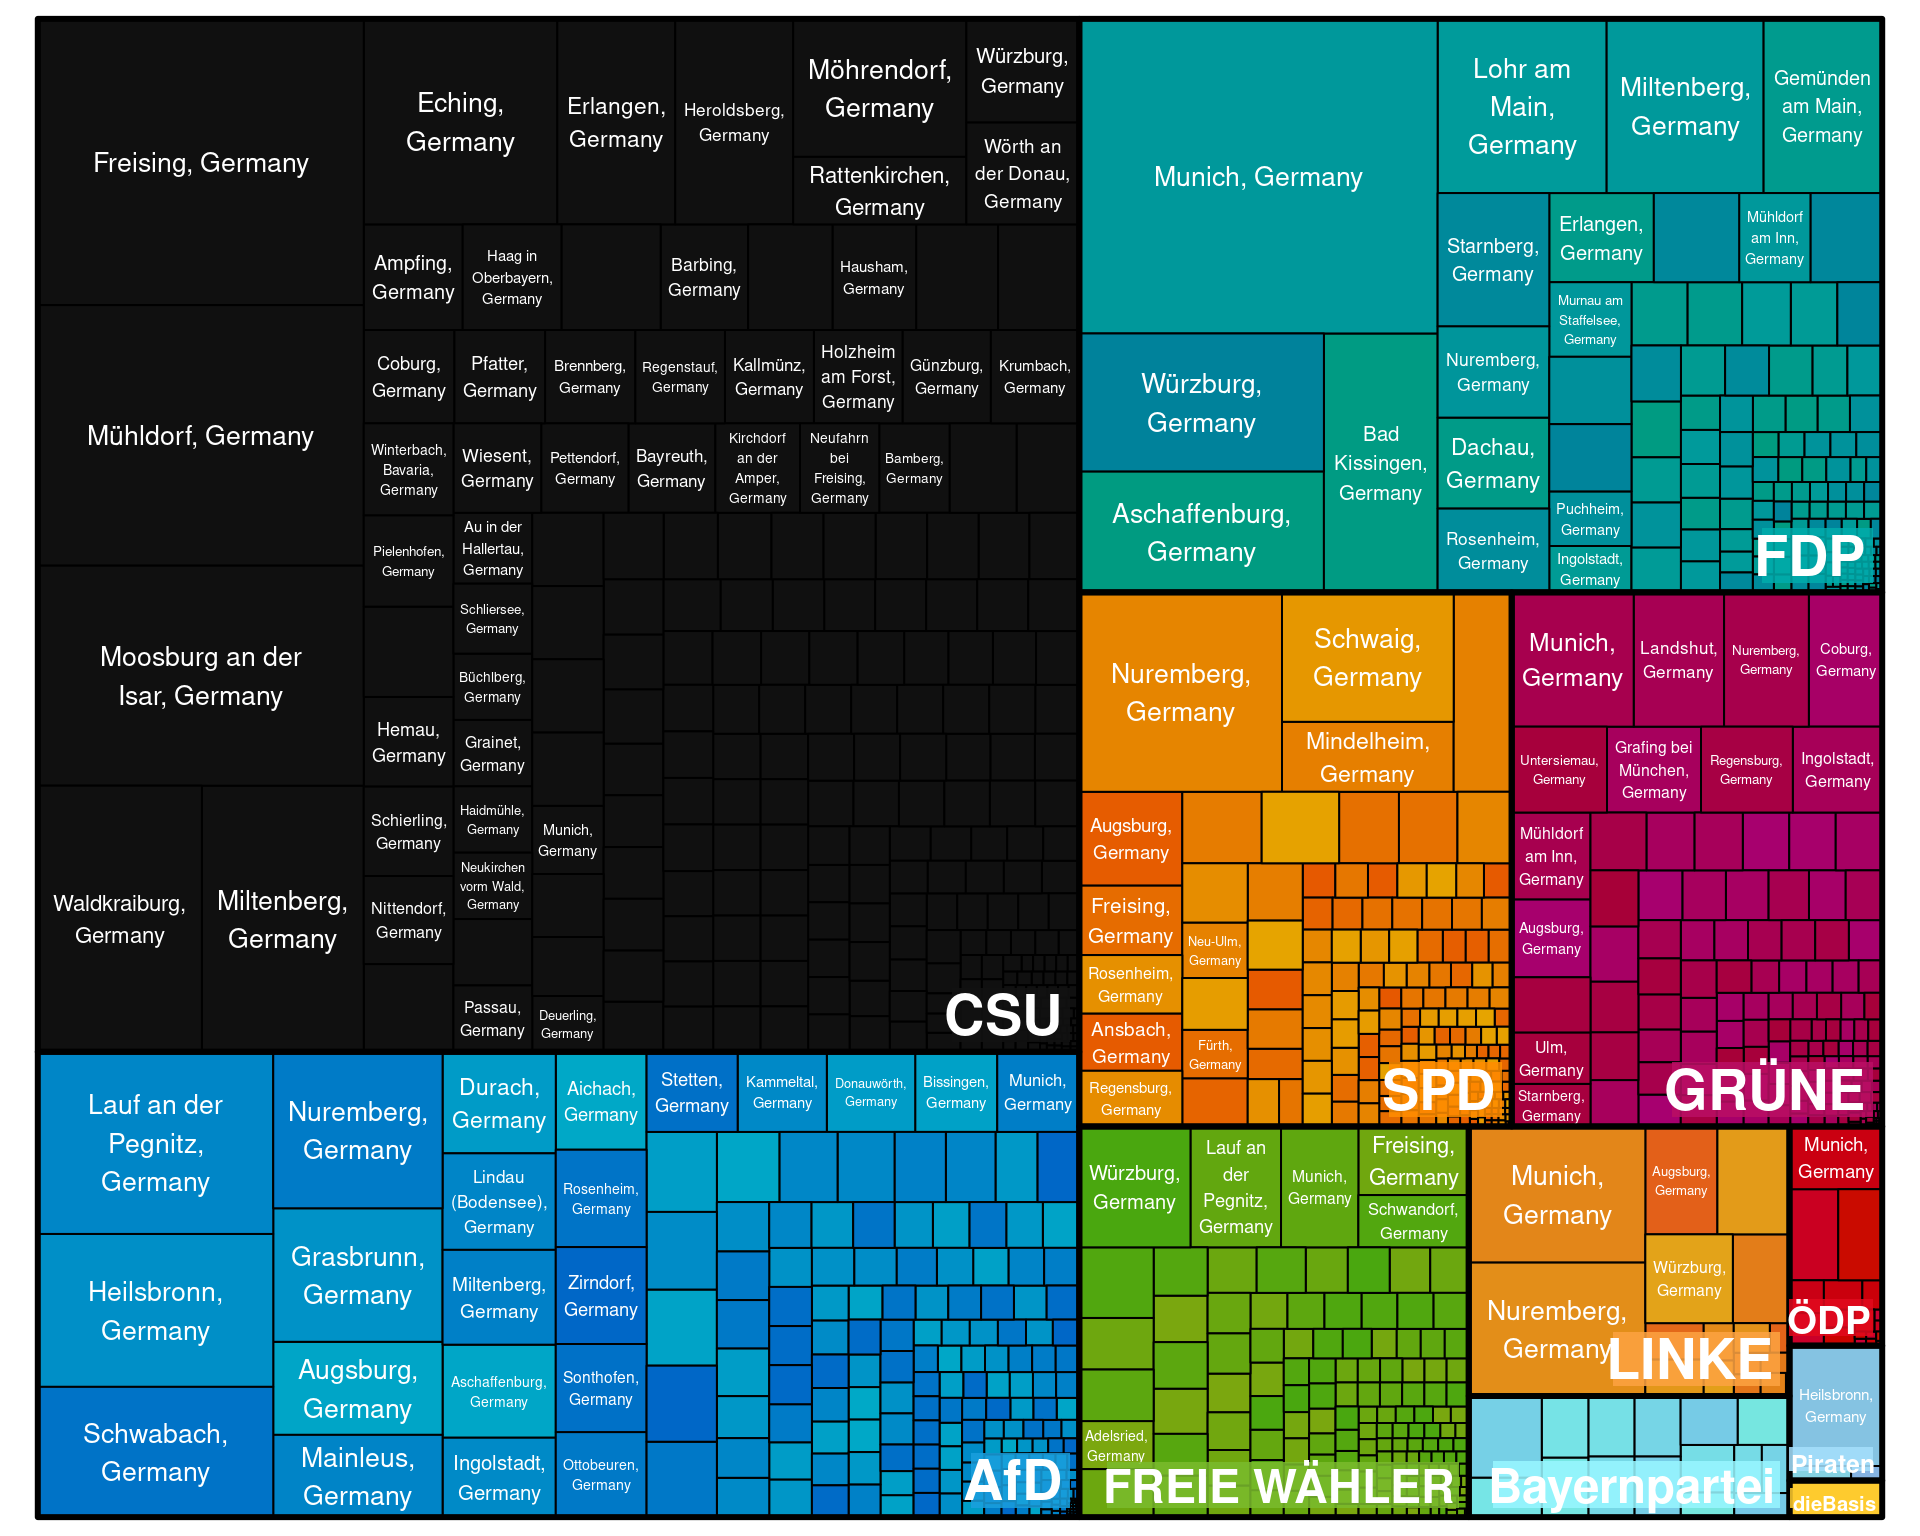 Freising, Germany
Mühldorf, Germany
Moosburg an der
Isar, Germany
Waldkraiburg,
Germany
Miltenberg,
Germany
Eching,
Germany
Erlangen,
Germany
Heroldsberg,
Germany
Möhrendorf,
Germany
Rattenkirchen,
Germany
Würzburg,
Germany
Wörth an
der Donau,
Germany
Ampfing,
Germany
Haag in
Oberbayern,
Germany
Barbing,
Germany
Hausham,
Germany
Coburg,
Germany
Pfatter,
Germany
Brennberg,
Germany
Regenstauf,
Germany
Kallmünz,
Germany
Holzheim
am Forst,
Germany
Günzburg,
Germany
Krumbach,
Germany
Winterbach,
Bavaria,
Germany
Wiesent,
Germany
Pettendorf,
Germany
Bayreuth,
Germany
Kirchdorf
an der
Amper,
Germany
Neufahrn
bei
Freising,
Germany
Bamberg,
Germany
Pielenhofen,
Germany
Au in der
Hallertau,
Germany
Schliersee,
Germany
Büchlberg,
Germany
Hemau,
Germany
Grainet,
Germany
Schierling,
Germany
Haidmühle,
Germany
Munich,
Germany
Neukirchen
vorm Wald,
Germany
Nittendorf,
Germany
Passau,
Germany
Deuerling,
Germany
CSU
Munich, Germany
Lohr am
Main,
Germany
Miltenberg,
Germany
Gemünden
am Main,
Germany
Starnberg,
Germany
Erlangen,
Germany
Mühldorf
am Inn,
Germany
Murnau am
Staffelsee,
Germany
Würzburg,
Germany
Bad
Kissingen,
Germany
Aschaffenburg,
Germany
Nuremberg,
Germany
Dachau,
Germany
Rosenheim,
Germany
Puchheim,
Germany
Ingolstadt,
Germany
FDP
Nuremberg,
Germany
Schwaig,
Germany
Mindelheim,
Germany
Augsburg,
Germany
Freising,
Germany
Rosenheim,
Germany
Ansbach,
Germany
Regensburg,
Germany
Neu-Ulm,
Germany
Fürth,
Germany
SPD
Munich,
Germany
Landshut,
Germany
Nuremberg,
Germany
Coburg,
Germany
Untersiemau,
Germany
Grafing bei
München,
Germany
Regensburg,
Germany
Ingolstadt,
Germany
Mühldorf
am Inn,
Germany
Augsburg,
Germany
Ulm,
Germany
Starnberg,
Germany
GRÜNE
Lauf an der
Pegnitz,
Germany
Heilsbronn,
Germany
Schwabach,
Germany
Nuremberg,
Germany
Grasbrunn,
Germany
Augsburg,
Germany
Mainleus,
Germany
Durach,
Germany
Lindau
(Bodensee),
Germany
Miltenberg,
Germany
Aschaffenburg,
Germany
Ingolstadt,
Germany
Aichach,
Germany
Rosenheim,
Germany
Zirndorf,
Germany
Sonthofen,
Germany
Ottobeuren,
Germany
Stetten,
Germany
Kammeltal,
Germany
Donauwörth,
Germany
Bissingen,
Germany
Munich,
Germany
AfD
Würzburg,
Germany
Lauf an
der
Pegnitz,
Germany
Munich,
Germany
Freising,
Germany
Schwandorf,
Germany
Adelsried,
Germany
FREIE WÄHLER
Munich,
Germany
Nuremberg,
Germany
Augsburg,
Germany
Würzburg,
Germany
LINKE
Bayernpartei
Munich,
Germany
ÖDP
Heilsbronn,
Germany
Piraten
dieBasis